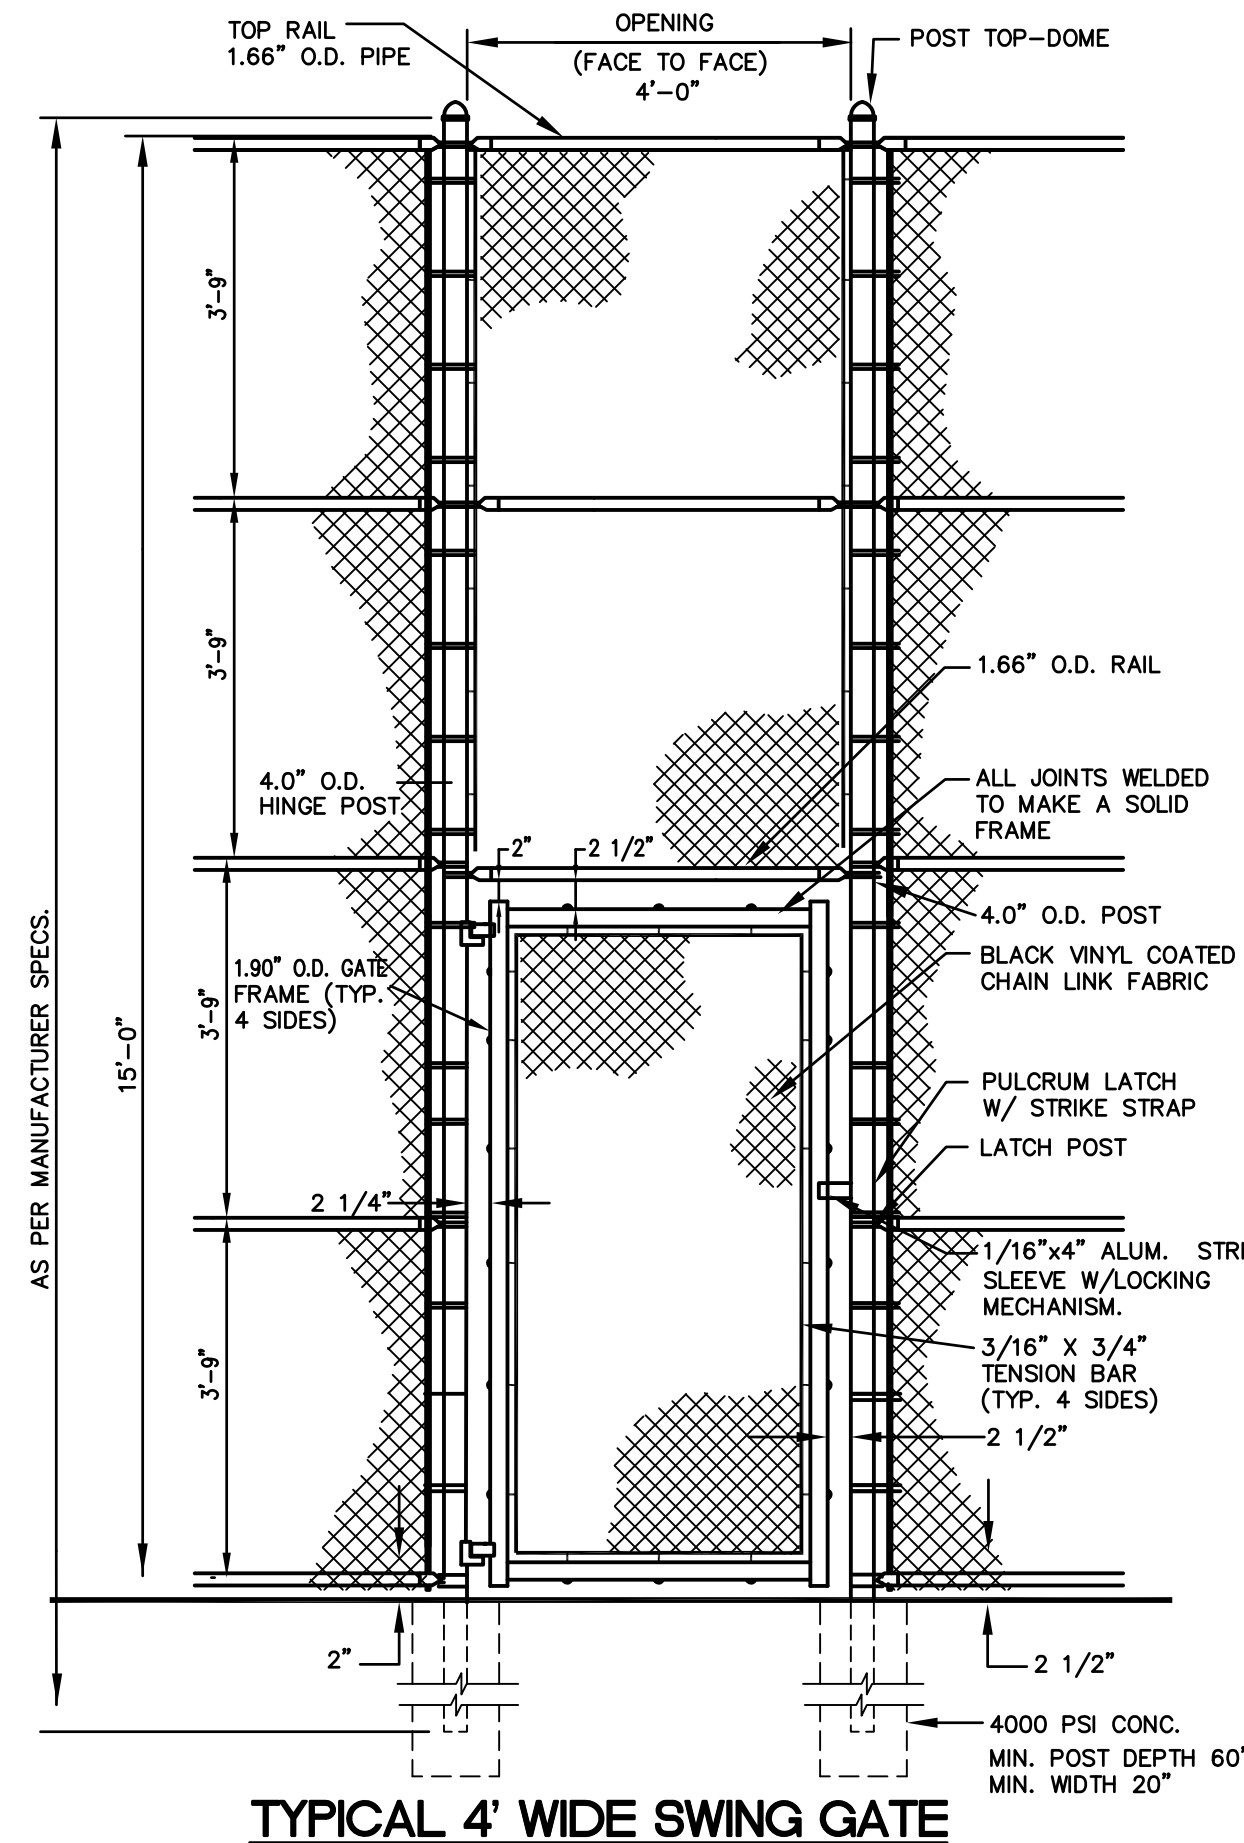 TOP RAIL
1.66" O.D. PIPE
OPENING
(FACE TO FACE)
4'-0"
POST TOP-DOME
3'-9"
3'-9"
1.66" O.D. RAIL
4.0" O.D.
HINGE POST
ALL JOINTS WELDED
TO MAKE A SOLID
FRAME
2"
2 1/2"
4.0" O.D. POST
BLACK VINYL COATED
CHAIN LINK FABRIC
1.90" O.D. GATE
FRAME (TYP.
4 SIDES)
3'-9"
15'-0"
AS PER MANUFACTURER SPECS.
PULCRUM LATCH
W/ STRIKE STRAP
LATCH POST
2 1/4"
1/16"x4" ALUM.
SLEEVE W/LOCKING
MECHANISM.
3/16" X 3/4"
TENSION BAR
(TYP. 4 SIDES)
3'-9"
2 1/2"
2"
2 1/2"
4000 PSI CONC.
MIN. POST DEPTH 60"
MIN. WIDTH 20"
TYPICAL 4' WIDE SWING GATE